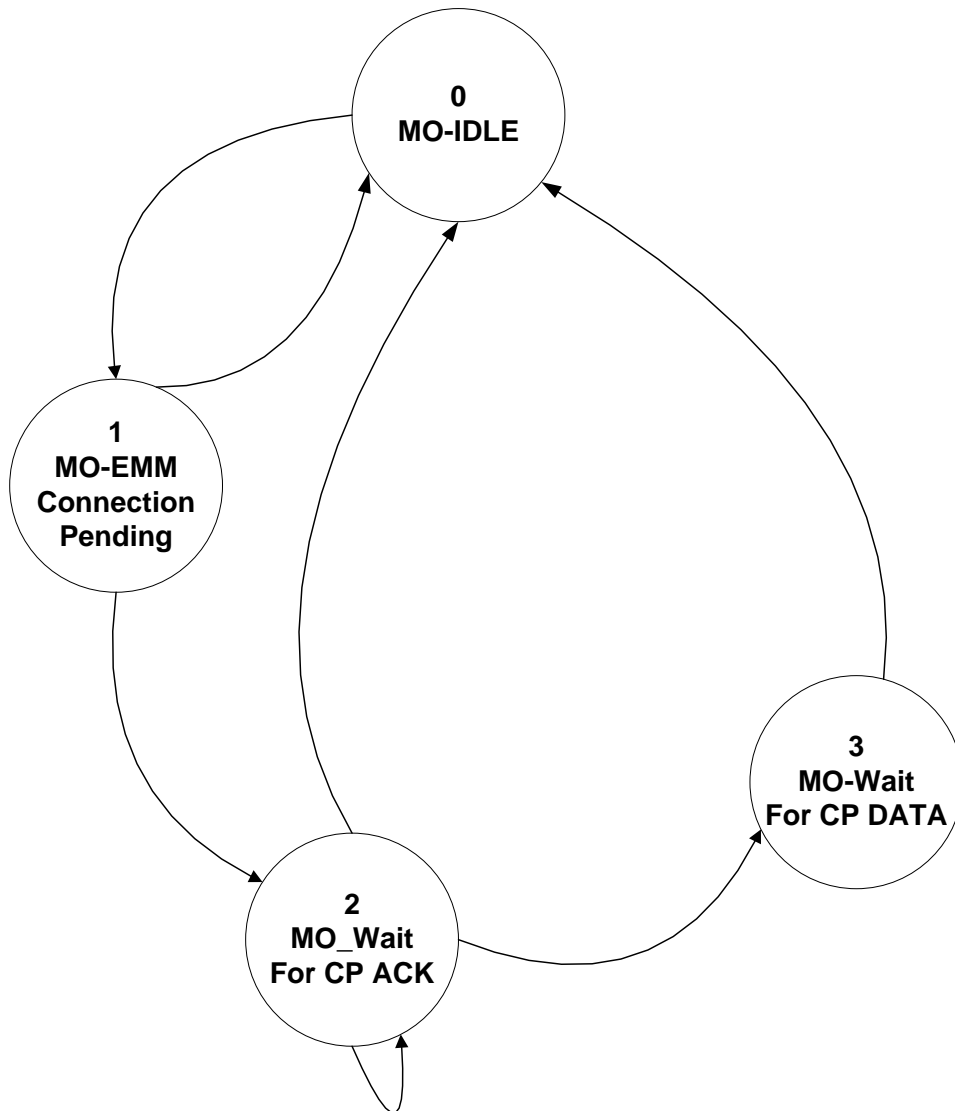 0
MO-IDLE
1
MO-EMM
Connection
Pending
3
MO-Wait
For CP DATA
2
MO_Wait
For CP ACK